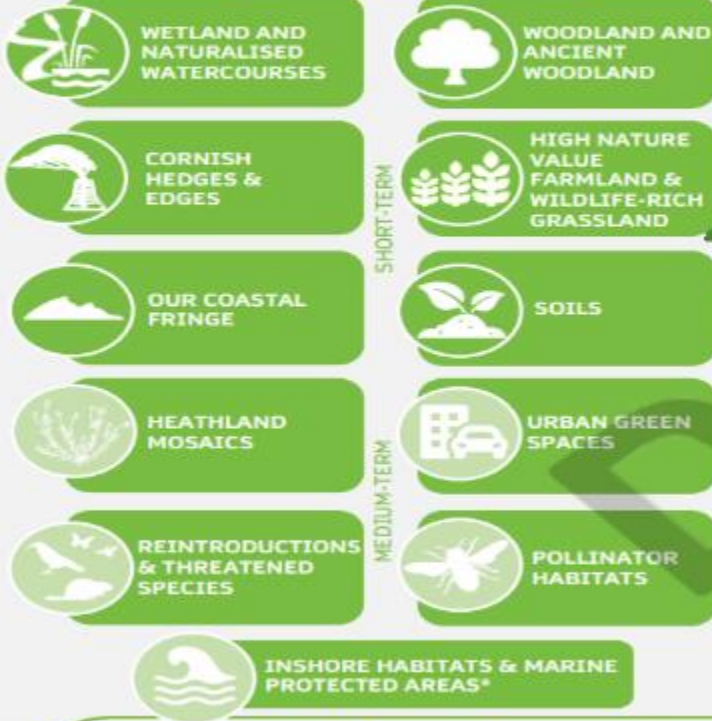 WETLAND AND
NATURALISED
WATERCOURSES
WOODLAND AND
ANCIENT
WOODLAND
CORNISH
HEDGES &
EDGES
HIGH NATURE
VALUE
FARMLAND &
WILDLIFE-RICH
GRASSLAND
SHORT-TERM
OUR COASTAL
FRINGE
SOILS
HEATHLAND
MOSAICS
URBAN GREEN
SPACES
MEDIUM-TERM
REINTRODUCTIONS
& THREATENED
SPECIES
POLLINATOR
HABITATS
INSHORE HABITATS & MARINE
PROTECTED AREAS*